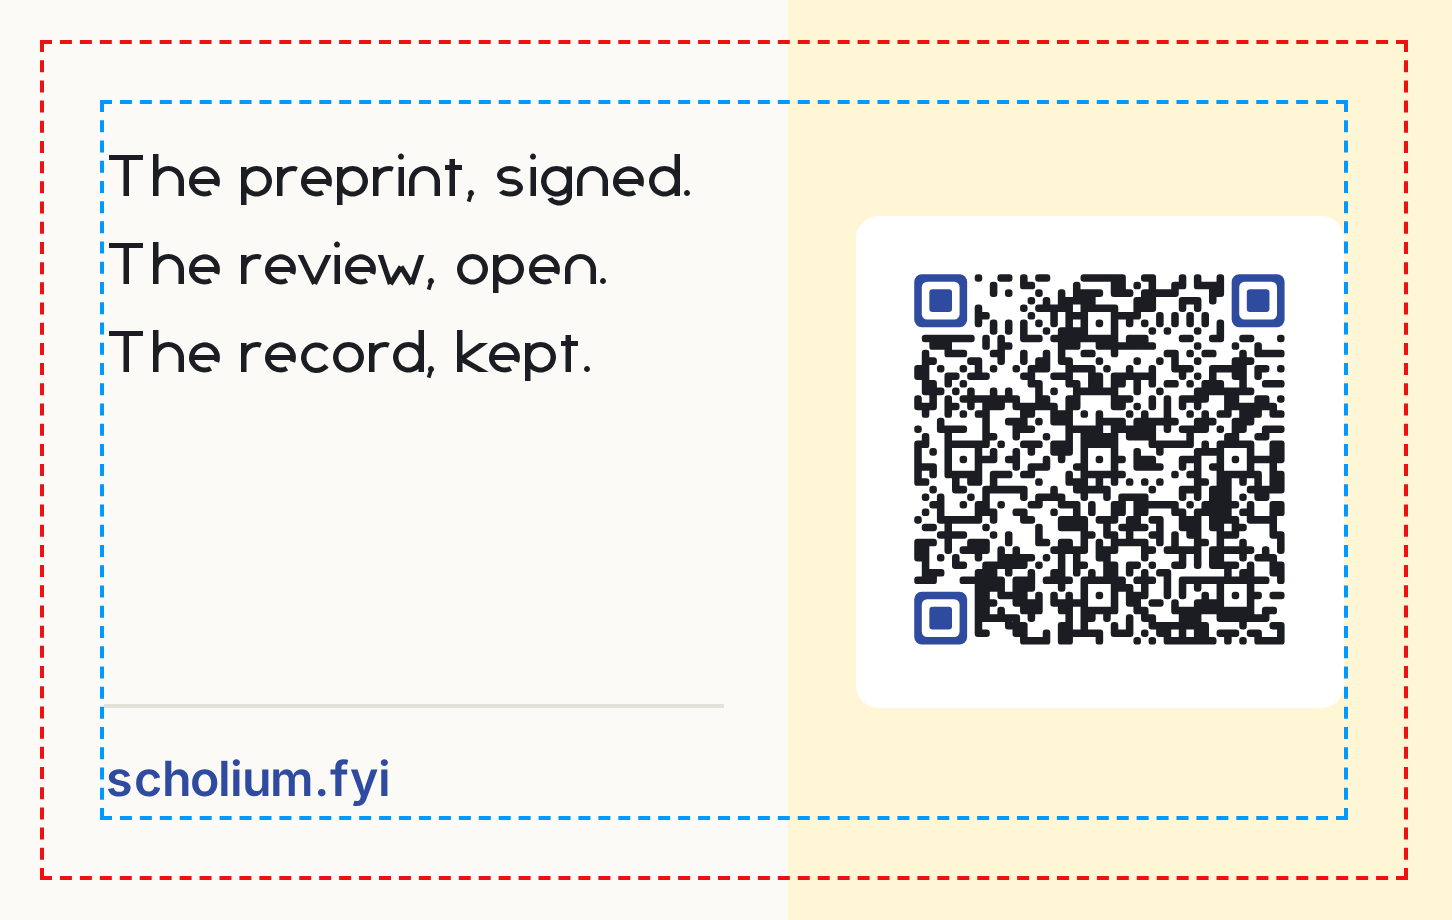 The preprint, signed.
The review, open.
The record, kept.
scholium.fyi